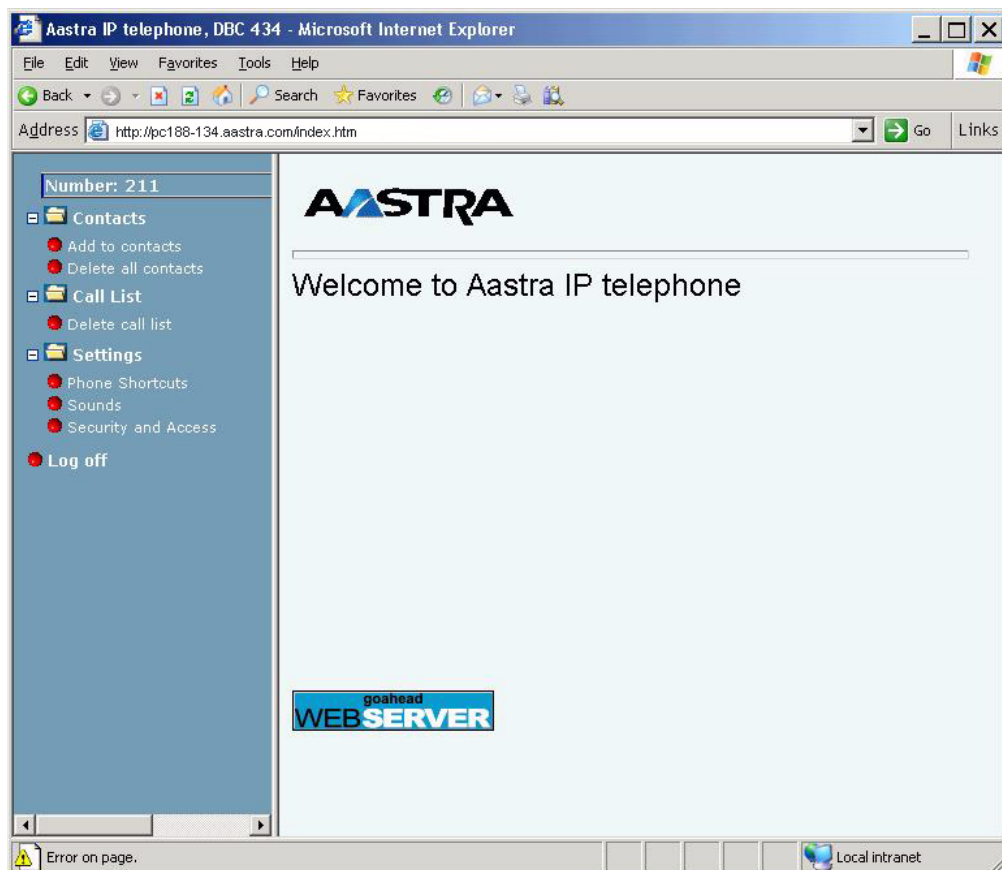 Aastra IP telephone, DBC 434 - Microsoft Internet Explorer
File Edit View Favorites Tools Help
Back Search Favorites
Address http://pc188-134.aastra.com/index.htm Go Links
Number: 211
Contacts
Add to contacts
Delete all contacts
Call List
Delete call list
Settings
Phone Shortcuts
Sounds
Security and Access
Log off
AASTRA
Welcome to Aastra IP telephone
goahead
WEBSERVER
Error on page. Local intranet